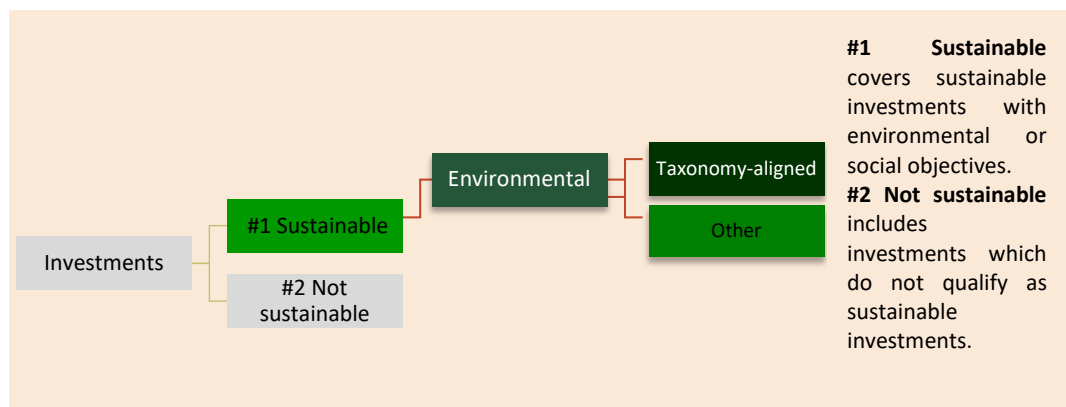 Investments
#1 Sustainable
#2 Not
sustainable
Environmental
Taxonomy-aligned
Other
#1 Sustainable
covers sustainable
investments with
environmental or
social objectives.
#2 Not sustainable
includes
investments which
do not qualify as
sustainable
investments.